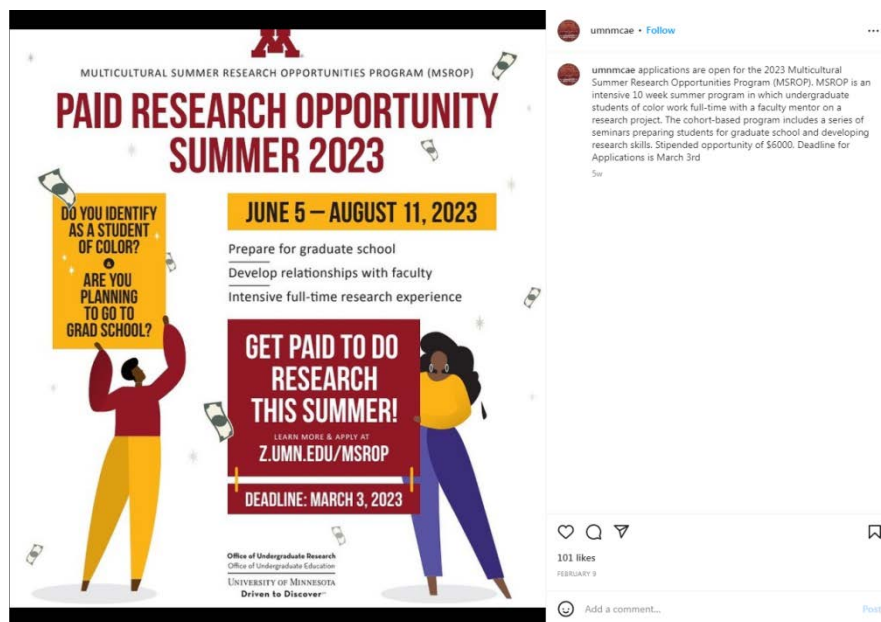 M
MULTICULTURAL SUMMER RESEARCH OPPORTUNITIES PROGRAM (MSROP)
PAID RESEARCH OPPORTUNITY
SUMMER 2023
DO YOU IDENTIFY
AS A STUDENT
OF COLOR?
&
ARE YOU
PLANNING
TO GO TO
GRAD SCHOOL?
JUNE 5 – AUGUST 11, 2023
Prepare for graduate school
Develop relationships with faculty
Intensive full-time research experience
GET PAID TO DO
RESEARCH
THIS SUMMER!
LEARN MORE & APPLY AT
Z.UMN.EDU/MSROP
DEADLINE: MARCH 3, 2023
Office of Undergraduate Research
Office of Undergraduate Education
UNIVERSITY OF MINNESOTA
Driven to Discover
umnmcae • Follow
umnmcae applications are open for the 2023 Multicultural
Summer Research Opportunities Program (MSROP). MSROP is an
intensive 10 week summer program in which undergraduate
students of color work full-time with a faculty mentor on a
research project. The cohort-based program includes a series of
seminars preparing students for graduate school and developing
research skills. Stipended opportunity of $6000. Deadline for
Applications is March 3rd
5w
101 likes
FEBRUARY 9
Add a comment...
Post